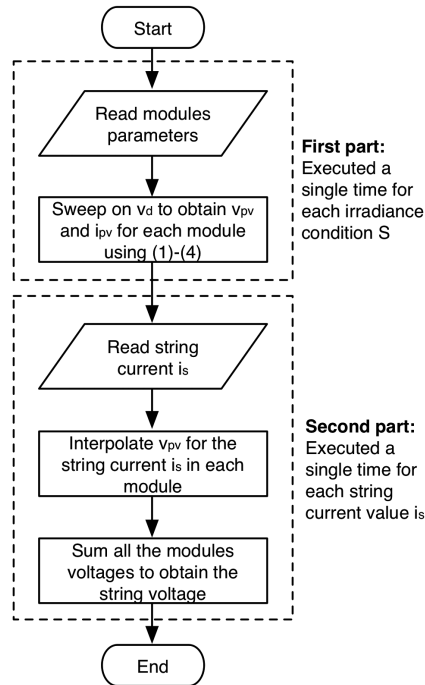 Start
Read modules
parameters
Sweep on vd to obtain vpv
and ipv for each module
using (1)-(4)
First part:
Executed a
single time for
each irradiance
condition S
Read string
current is
Interpolate vpv for the
string current is in each
module
Sum all the modules
voltages to obtain the
string voltage
Second part:
Executed a
single time for
each string
current value is
End